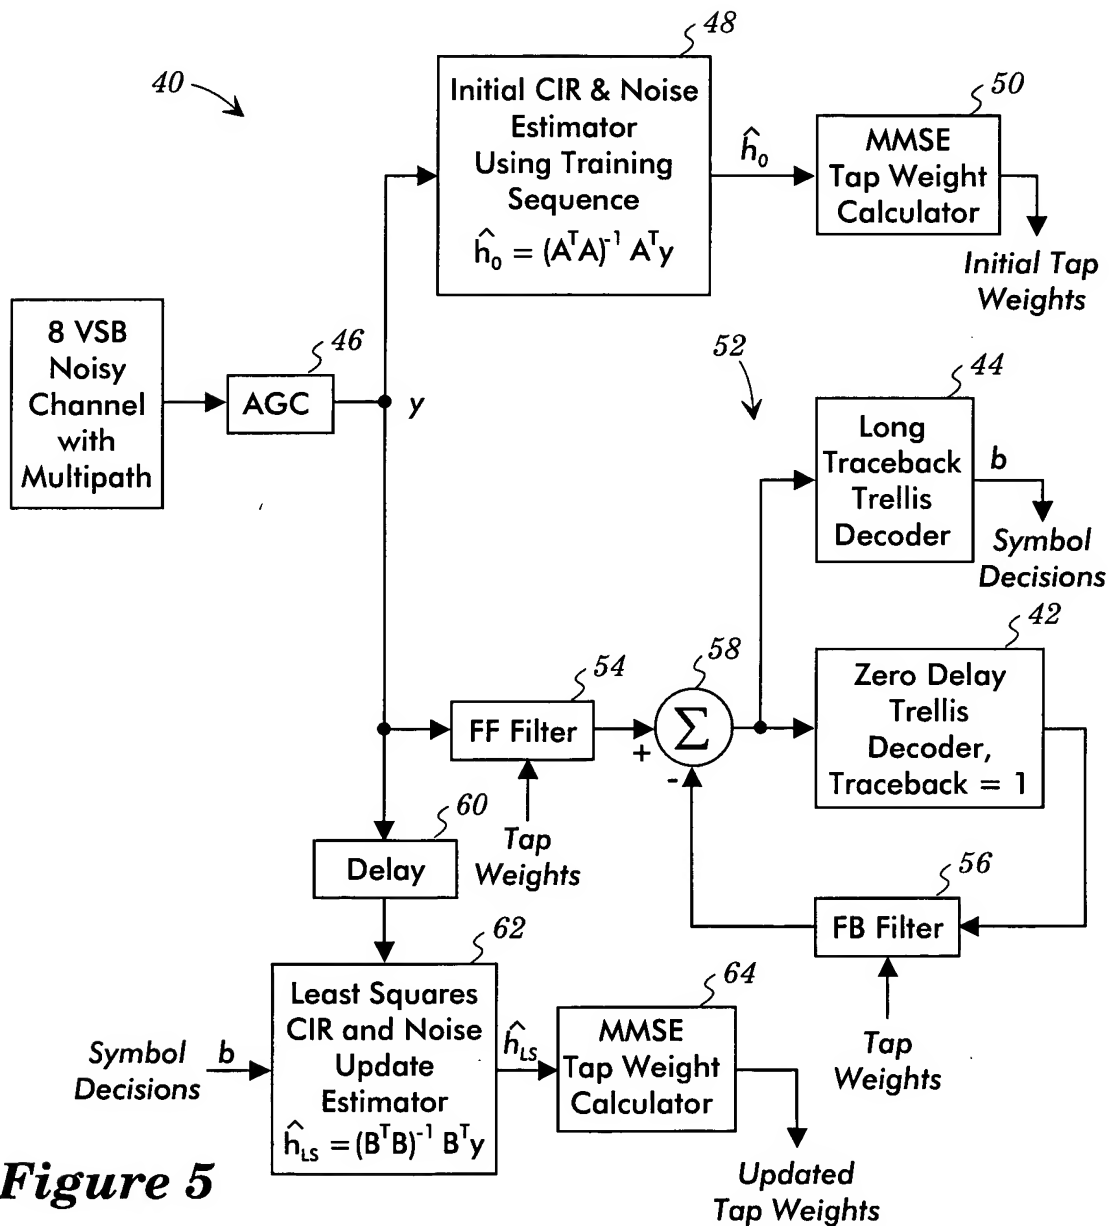 40
48
Initial CIR & Noise
Estimator
Using Training
Sequence
ĥ₀ = (AᵀA)⁻¹ Aᵀy
ĥ₀
50
MMSE
Tap Weight
Calculator
Initial Tap
Weights
8 VSB
Noisy
Channel
with
Multipath
46
AGC
y
52
44
Long
Traceback
Trellis
Decoder
b
Symbol
Decisions
42
Zero Delay
Trellis
Decoder,
Traceback = 1
58
Σ
+
-
54
FF Filter
Tap
Weights
60
Delay
56
FB Filter
Tap
Weights
62
Least Squares
CIR and Noise
Update
Estimator
ĥLS = (BᵀB)⁻¹ Bᵀy
Symbol
Decisions
b
ĥLS
64
MMSE
Tap Weight
Calculator
Updated
Tap Weights
Figure 5